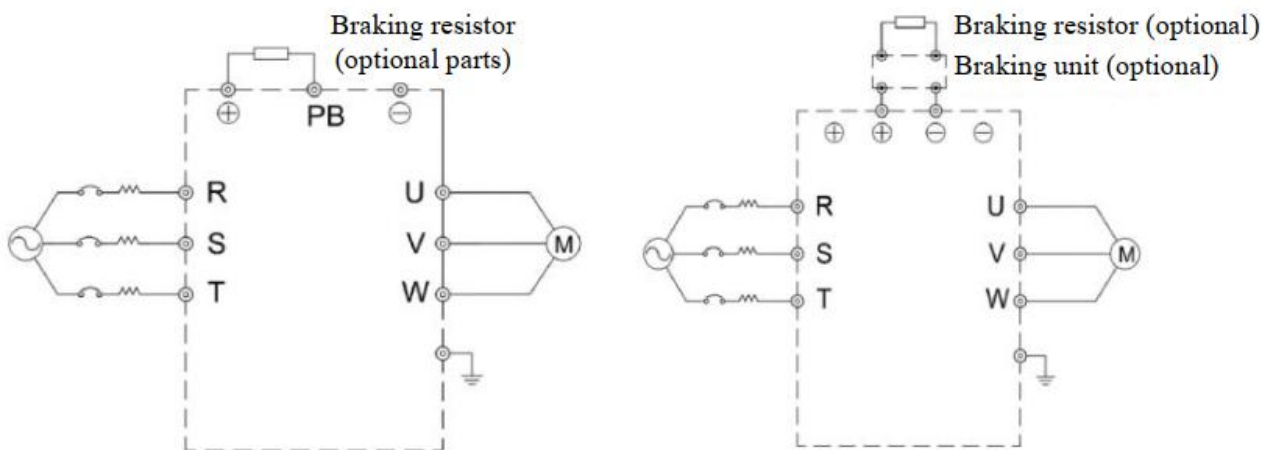 Braking resistor
(optional parts)
⊕ PB ⊖
R U
S V M
T W
Braking resistor (optional)
Braking unit (optional)
⊕ ⊕ ⊖ ⊖
R U
S V M
T W